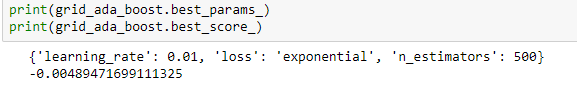 print(grid_ada_boost.best_params_)
print(grid_ada_boost.best_score_)
{'learning_rate': 0.01, 'loss': 'exponential', 'n_estimators': 500}
-0.00489471699111325